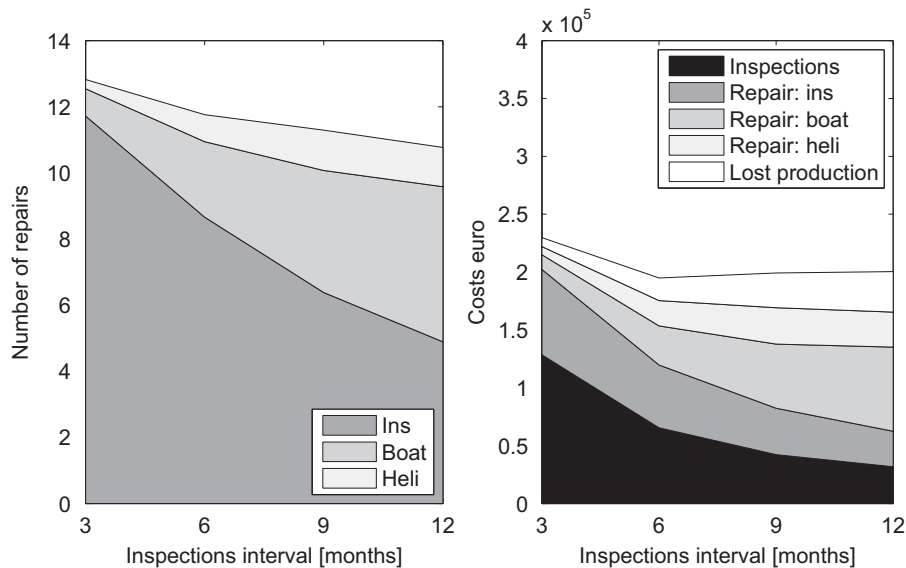 14
12
10
8
6
4
2
0
Number of repairs
Ins
Boat
Heli
3 6 9 12
Inspections interval [months]
x 10^5
4
3.5
3
2.5
2
1.5
1
0.5
0
Costs euro
Inspections
Repair: ins
Repair: boat
Repair: heli
Lost production
3 6 9 12
Inspections interval [months]